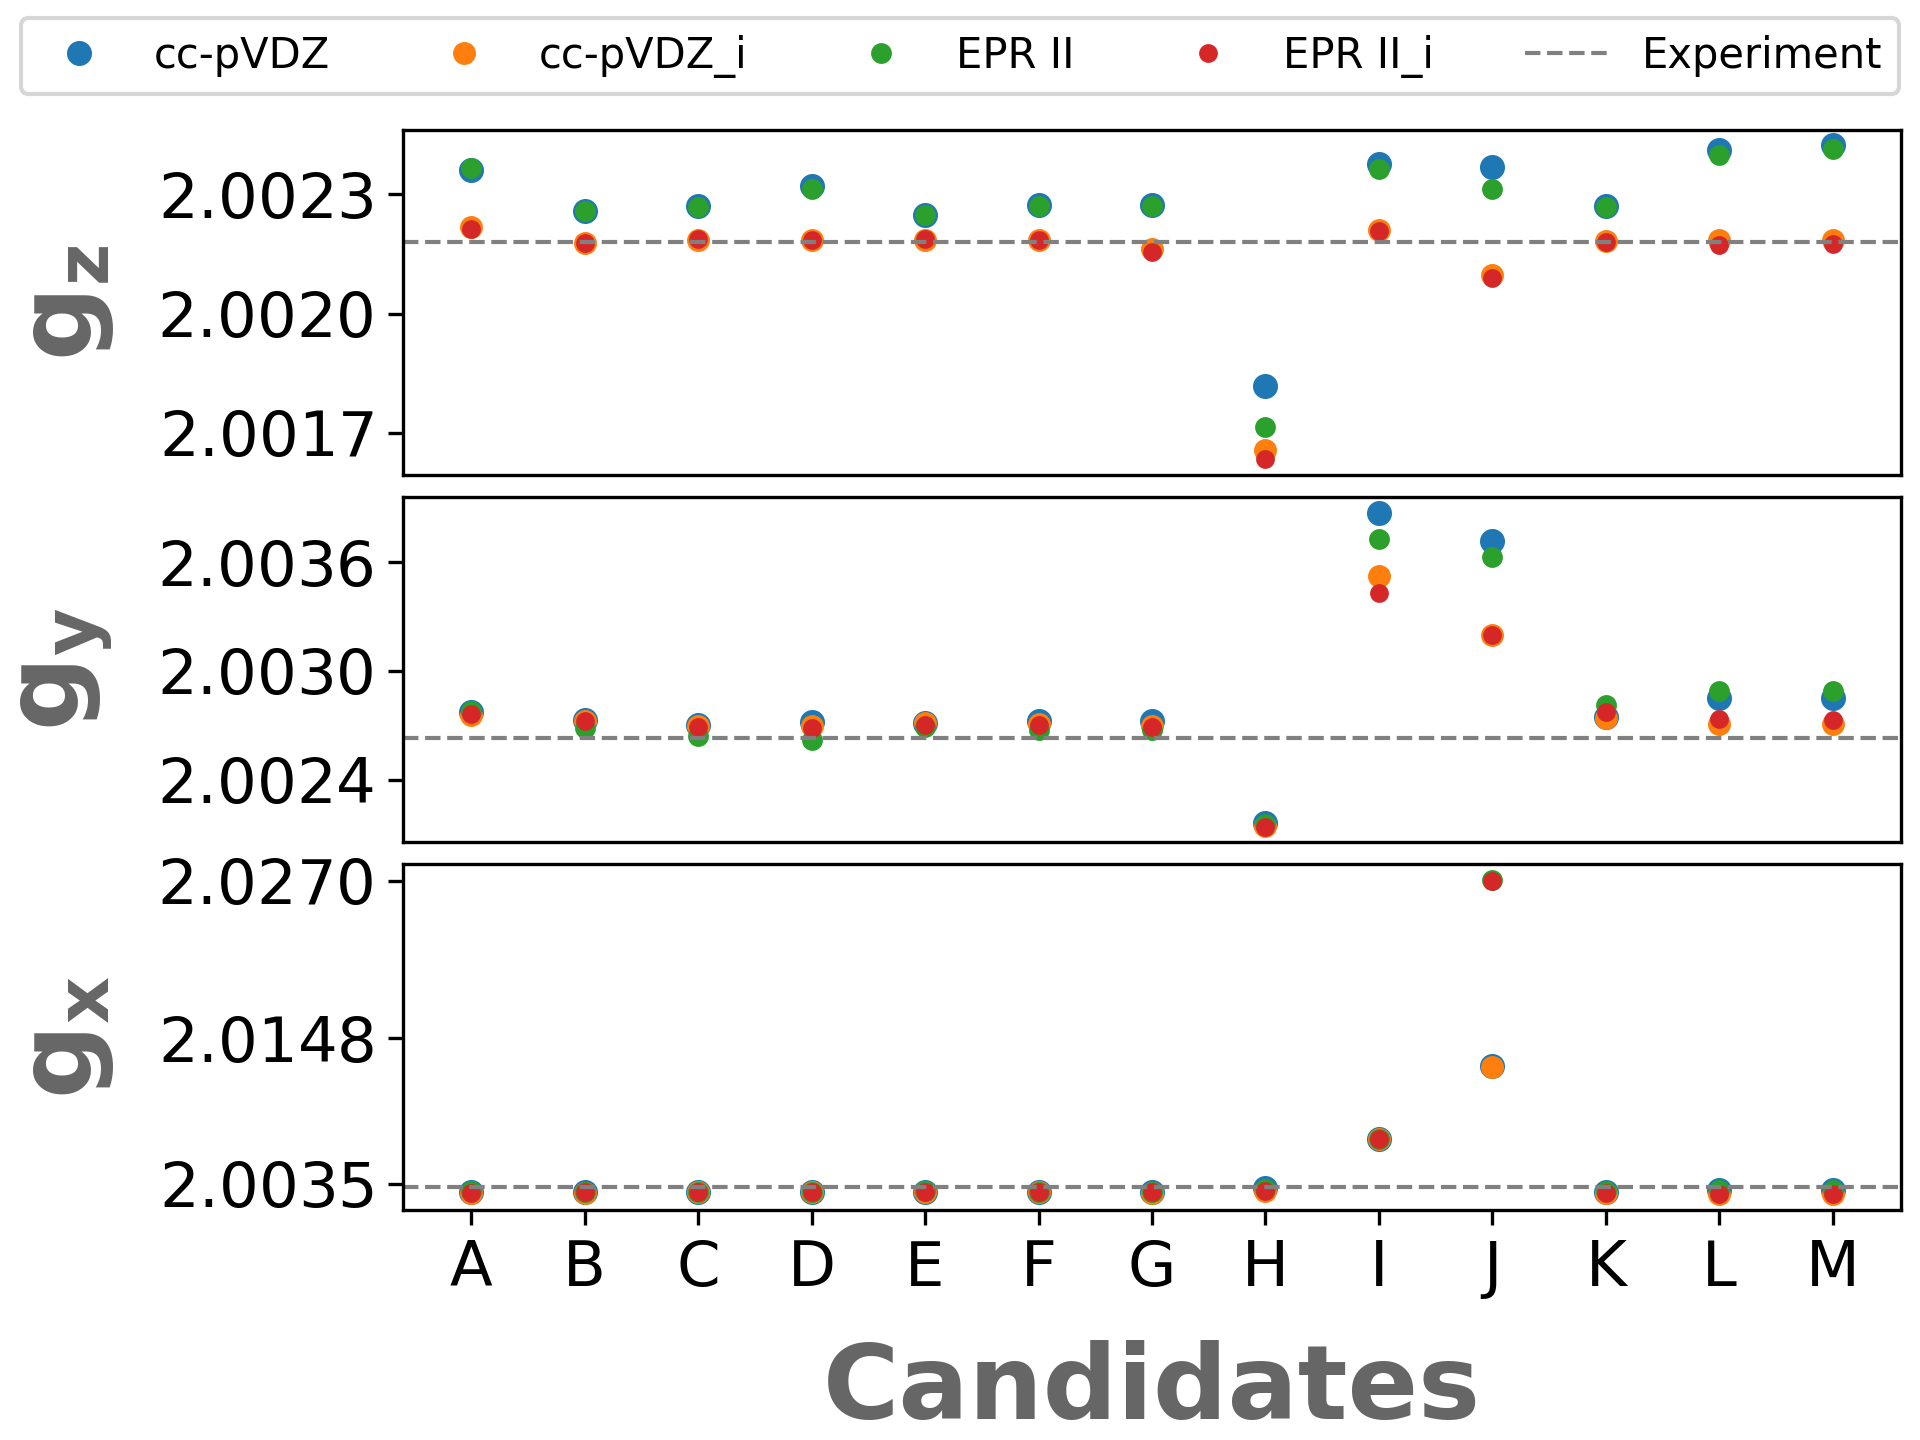 cc-pVDZ cc-pVDZ_i EPR II EPR II_i Experiment
gz
2.0023
2.0020
2.0017
gy
2.0036
2.0030
2.0024
gx
2.0270
2.0148
2.0035
A B C D E F G H I J K L M
Candidates